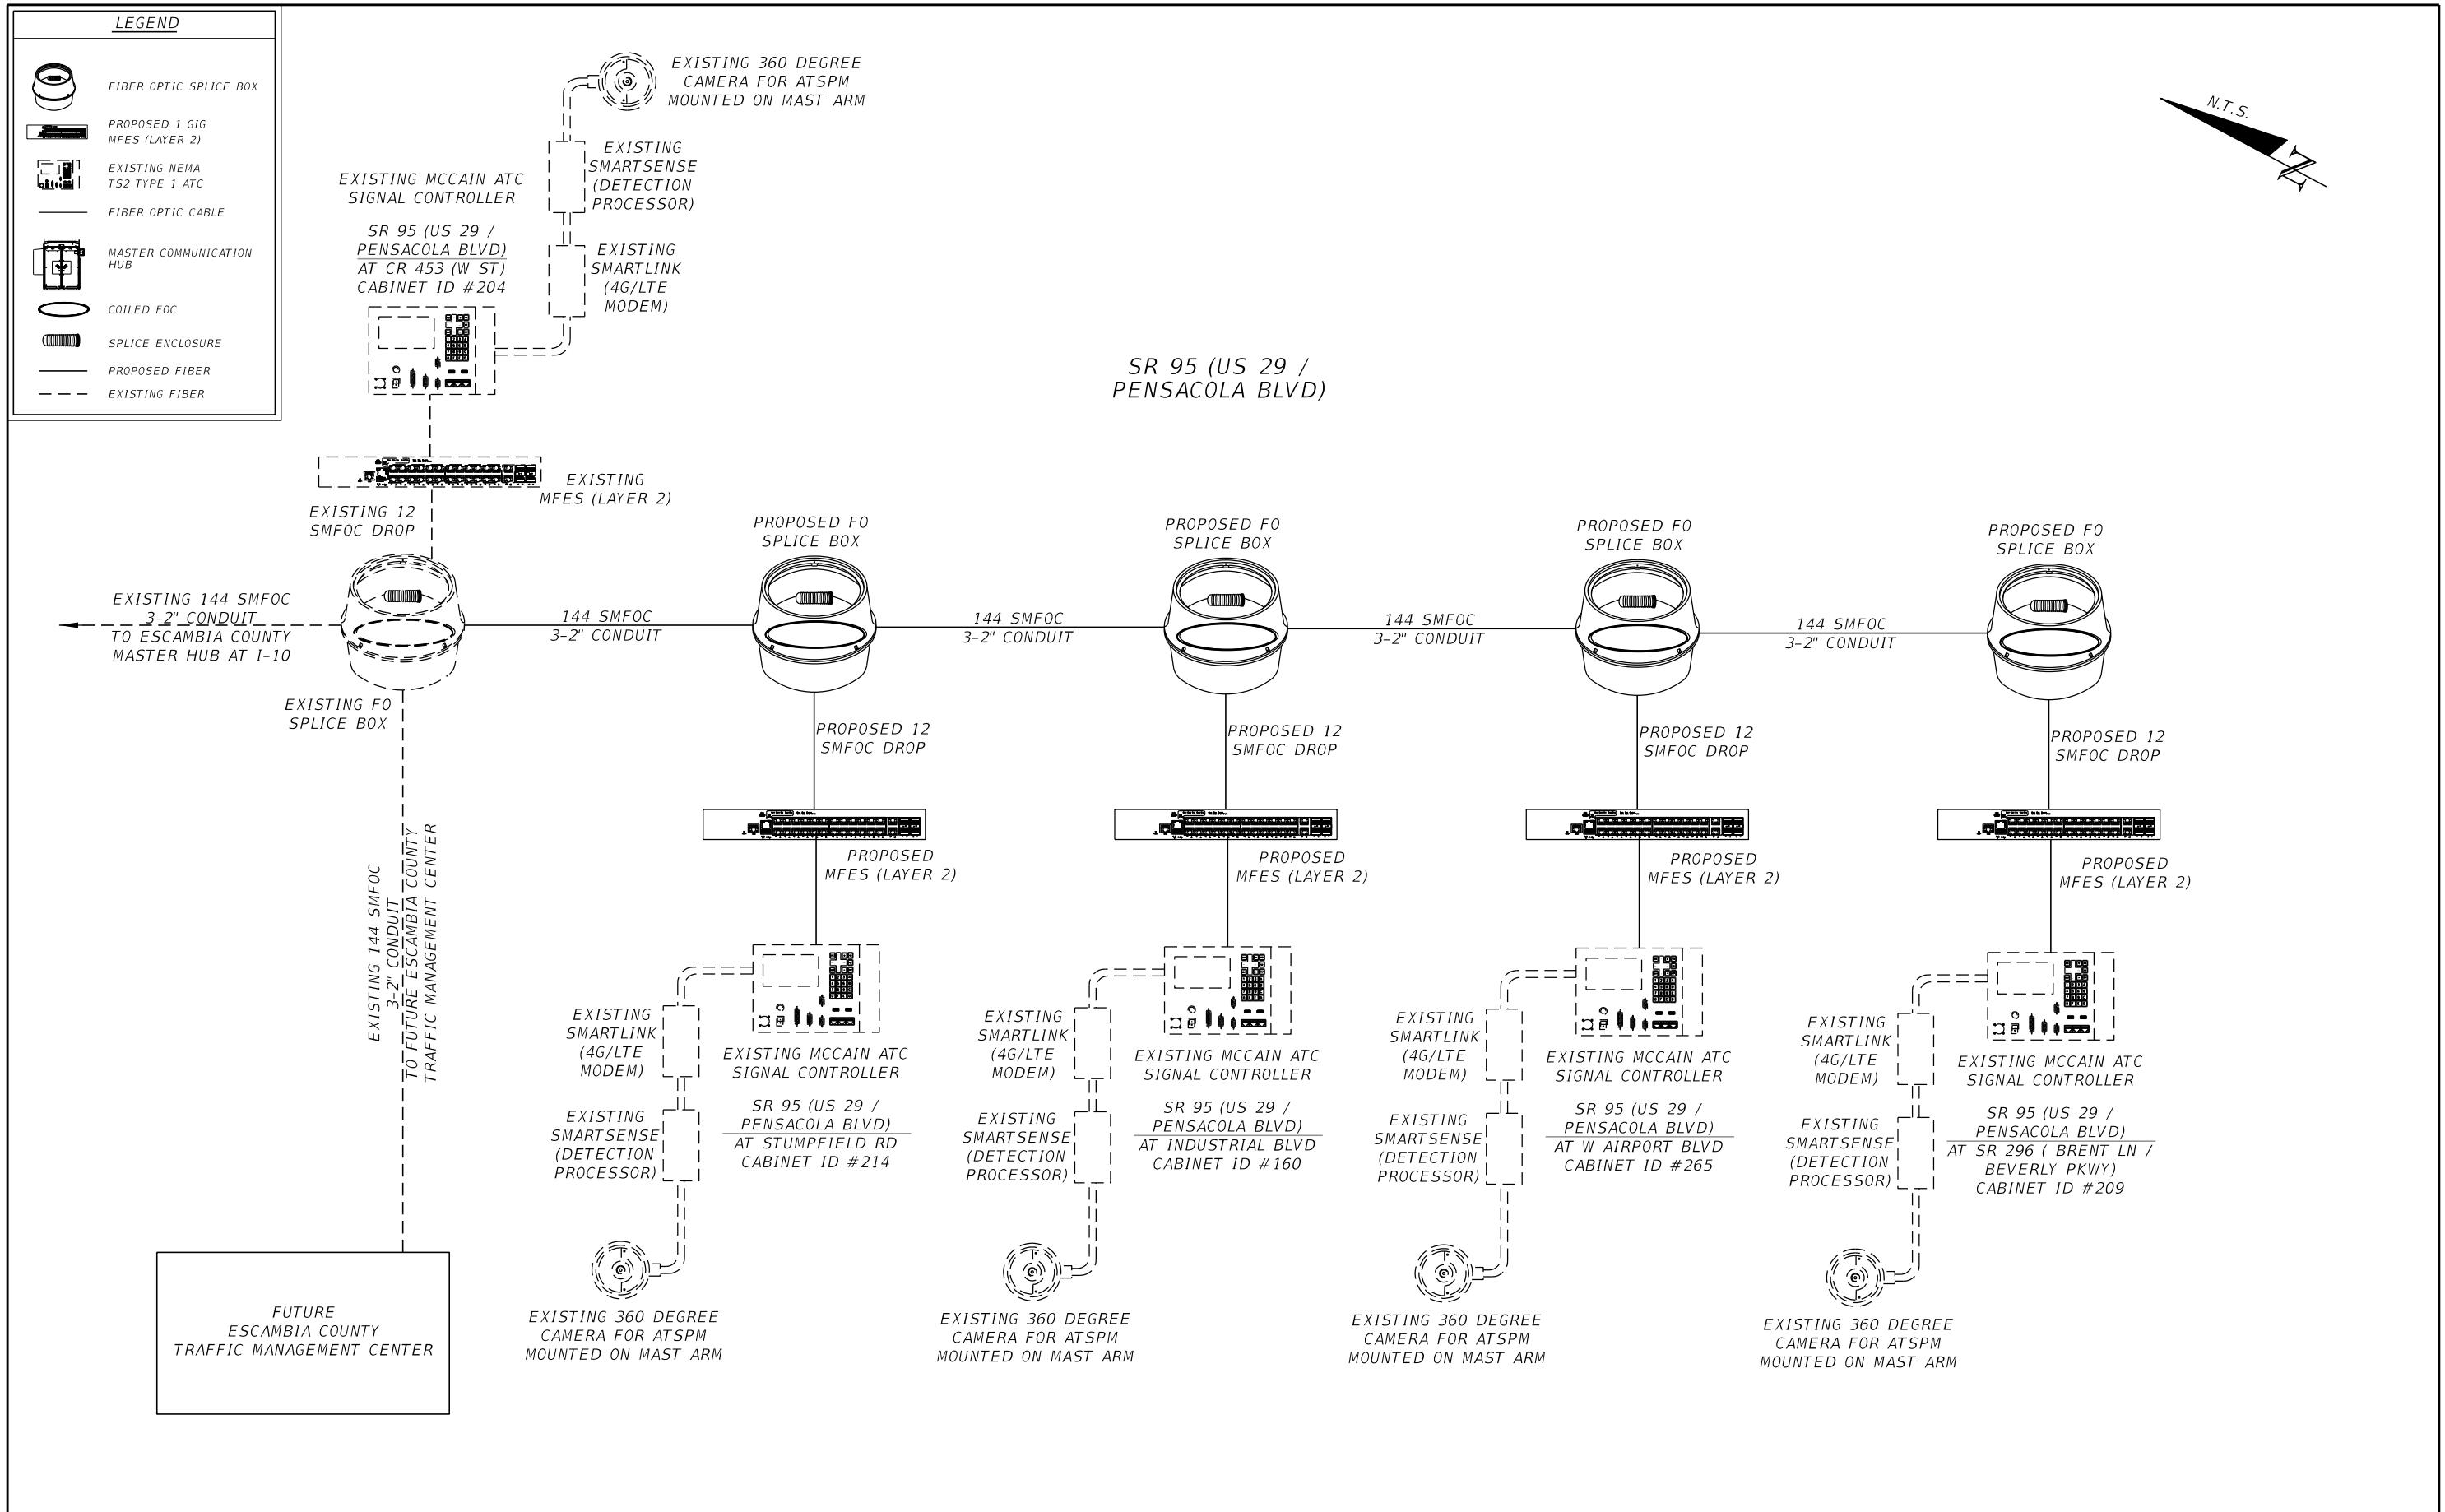 LEGEND
FIBER OPTIC SPLICE BOX
PROPOSED 1 GIG
MFES (LAYER 2)
EXISTING NEMA
TS2 TYPE 1 ATC
FIBER OPTIC CABLE
MASTER COMMUNICATION
HUB
COILED FOC
SPLICE ENCLOSURE
PROPOSED FIBER
EXISTING FIBER
EXISTING 360 DEGREE
CAMERA FOR ATSPM
MOUNTED ON MAST ARM
EXISTING
SMARTSENSE
(DETECTION
PROCESSOR)
EXISTING MCCAIN ATC
SIGNAL CONTROLLER
SR 95 (US 29 /
PENSACOLA BLVD)
AT CR 453 (W ST)
CABINET ID #204
EXISTING
SMARTLINK
(4G/LTE
MODEM)
N.T.S.
N
SR 95 (US 29 /
PENSACOLA BLVD)
EXISTING
MFES (LAYER 2)
EXISTING 12
SMFOC DROP
EXISTING 144 SMFOC
3-2" CONDUIT
TO ESCAMBIA COUNTY
MASTER HUB AT I-10
EXISTING FO
SPLICE BOX
144 SMFOC
3-2" CONDUIT
PROPOSED FO
SPLICE BOX
144 SMFOC
3-2" CONDUIT
PROPOSED FO
SPLICE BOX
144 SMFOC
3-2" CONDUIT
PROPOSED FO
SPLICE BOX
144 SMFOC
3-2" CONDUIT
PROPOSED FO
SPLICE BOX
EXISTING 144 SMFOC
3-2" CONDUIT
TO FUTURE ESCAMBIA COUNTY
TRAFFIC MANAGEMENT CENTER
FUTURE
ESCAMBIA COUNTY
TRAFFIC MANAGEMENT CENTER
PROPOSED 12
SMFOC DROP
PROPOSED
MFES (LAYER 2)
EXISTING
SMARTLINK
(4G/LTE
MODEM)
EXISTING MCCAIN ATC
SIGNAL CONTROLLER
SR 95 (US 29 /
PENSACOLA BLVD)
AT STUMPFIELD RD
CABINET ID #214
EXISTING
SMARTSENSE
(DETECTION
PROCESSOR)
EXISTING 360 DEGREE
CAMERA FOR ATSPM
MOUNTED ON MAST ARM
PROPOSED 12
SMFOC DROP
PROPOSED
MFES (LAYER 2)
EXISTING
SMARTLINK
(4G/LTE
MODEM)
EXISTING MCCAIN ATC
SIGNAL CONTROLLER
SR 95 (US 29 /
PENSACOLA BLVD)
AT INDUSTRIAL BLVD
CABINET ID #160
EXISTING
SMARTSENSE
(DETECTION
PROCESSOR)
EXISTING 360 DEGREE
CAMERA FOR ATSPM
MOUNTED ON MAST ARM
PROPOSED 12
SMFOC DROP
PROPOSED
MFES (LAYER 2)
EXISTING
SMARTLINK
(4G/LTE
MODEM)
EXISTING MCCAIN ATC
SIGNAL CONTROLLER
SR 95 (US 29 /
PENSACOLA BLVD)
AT W AIRPORT BLVD
CABINET ID #265
EXISTING
SMARTSENSE
(DETECTION
PROCESSOR)
EXISTING 360 DEGREE
CAMERA FOR ATSPM
MOUNTED ON MAST ARM
PROPOSED 12
SMFOC DROP
PROPOSED
MFES (LAYER 2)
EXISTING
SMARTLINK
(4G/LTE
MODEM)
EXISTING MCCAIN ATC
SIGNAL CONTROLLER
SR 95 (US 29 /
PENSACOLA BLVD)
AT SR 296 ( BRENT LN /
BEVERLY PKWY)
CABINET ID #209
EXISTING
SMARTSENSE
(DETECTION
PROCESSOR)
EXISTING 360 DEGREE
CAMERA FOR ATSPM
MOUNTED ON MAST ARM